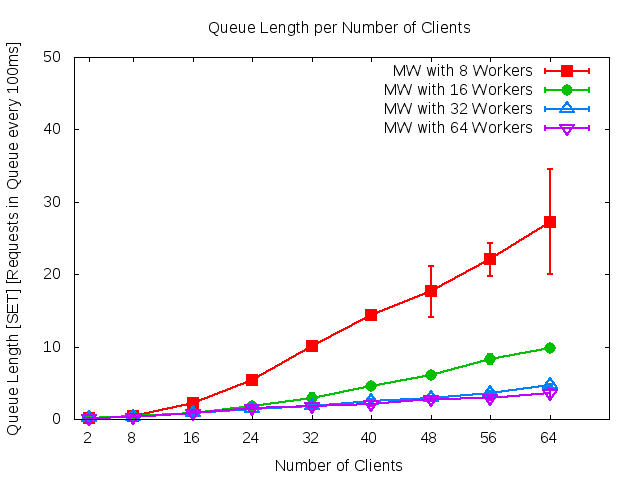 Queue Length per Number of Clients
Queue Length [SET] [Requests in Queue every 100ms]
50
40
30
20
10
0
MW with 8 Workers
MW with 16 Workers
MW with 32 Workers
MW with 64 Workers
2 8 16 24 32 40 48 56 64
Number of Clients